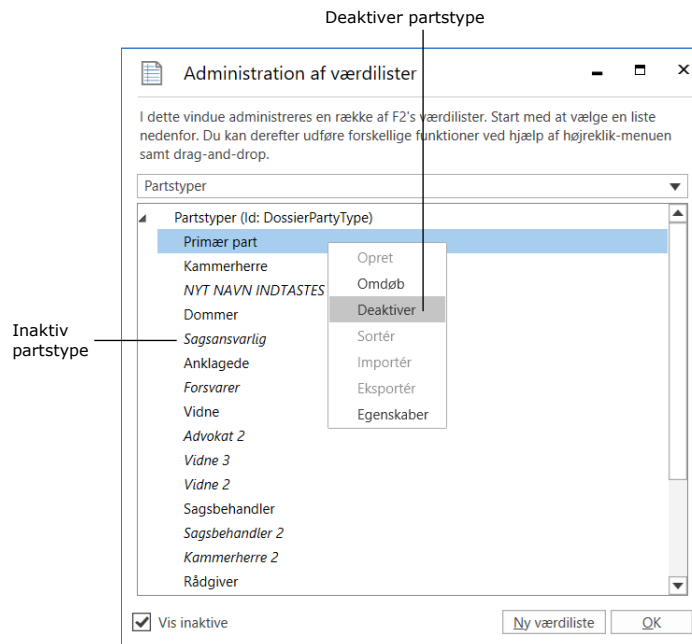 Deaktiver partstype
Administration af værdilister
I dette vindue administreres en række af F2's værdilister. Start med at vælge en liste
nedenfor. Du kan derefter udføre forskellige funktioner ved hjælp af højreklik-menuen
samt drag-and-drop.
Partstyper
Partstyper (Id: DossierPartyType)
Primær part
Kammerherre
NYT NAVN INDTASTES
Dommer
Sagsansvarlig
Anklagede
Forsvarer
Vidne
Advokat 2
Vidne 3
Vidne 2
Sagsbehandler
Sagsbehandler 2
Kammerherre 2
Rådgiver
Opret
Omdøb
Deaktiver
Sortér
Importér
Eksportér
Egenskaber
Inaktiv
partstype
Vis inaktive
Ny værdiliste
OK